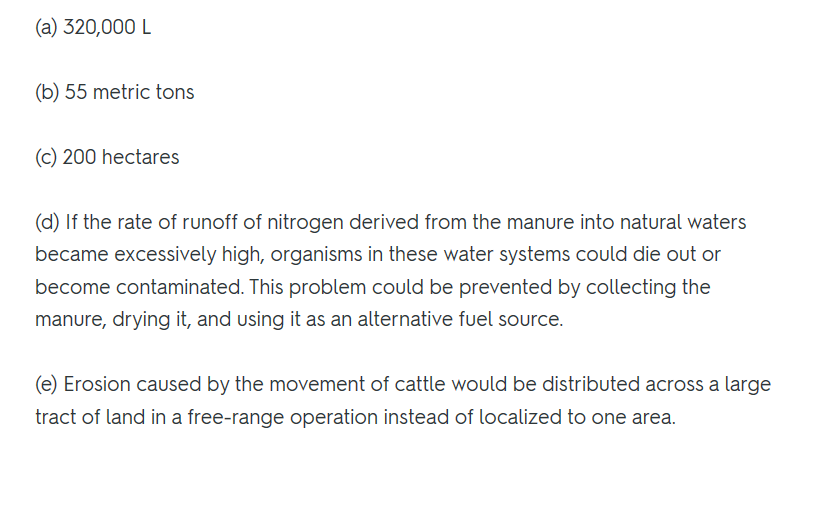 (a) 320,000 L
(b) 55 metric tons
(c) 200 hectares
(d) If the rate of runoff of nitrogen derived from the manure into natural waters
became excessively high, organisms in these water systems could die out or
become contaminated. This problem could be prevented by collecting the
manure, drying it, and using it as an alternative fuel source.
(e) Erosion caused by the movement of cattle would be distributed across a large
tract of land in a free-range operation instead of localized to one area.